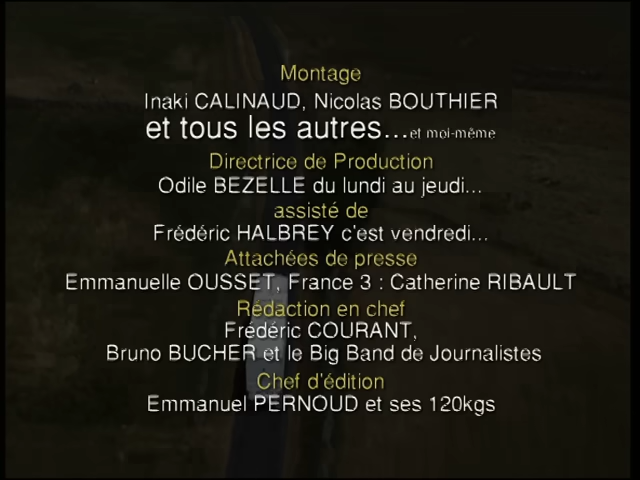 Montage
Inaki CALINAUD, Nicolas BOUTHIER
et tous les autres...et moi-même
Directrice de Production
Odile BEZELLE du lundi au jeudi...
assisté de
Frédéric HALBREY c'est vendredi...
Attachées de presse
Emmanuelle OUSSET, France 3 : Catherine RIBAULT
Rédaction en chef
Frédéric COURANT,
Bruno BUCHER et le Big Band de Journalistes
Chef d'édition
Emmanuel PERNOUD et ses 120kgs